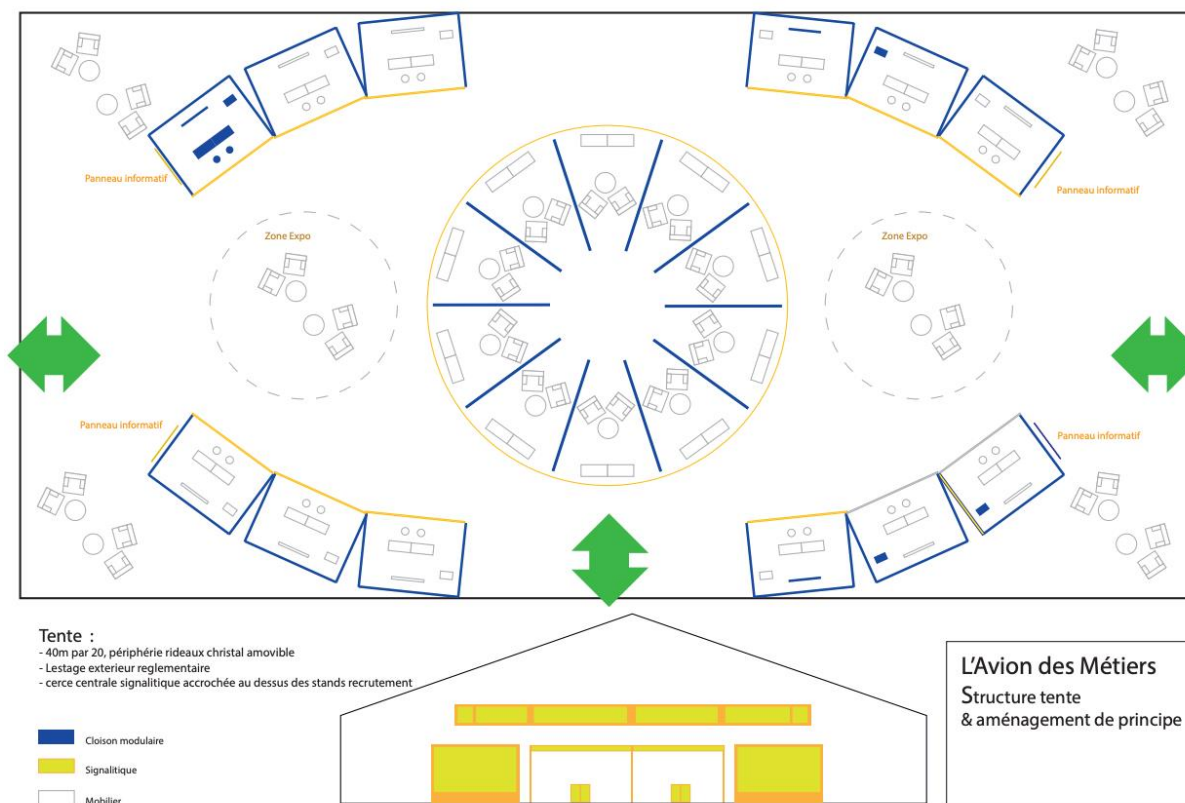 Panneau informatif
Panneau informatif
Zone Expo
Zone Expo
Panneau informatif
Panneau informatif
Tente :
- 40m par 20, périphérie rideaux christal amovible
- Lestage exterieur reglementaire
- cerce centrale signalitique accrochée au dessus des stands recrutement
Cloison modulaire
Signalitique
Mobilier
L'Avion des Métiers
Structure tente
& aménagement de principe